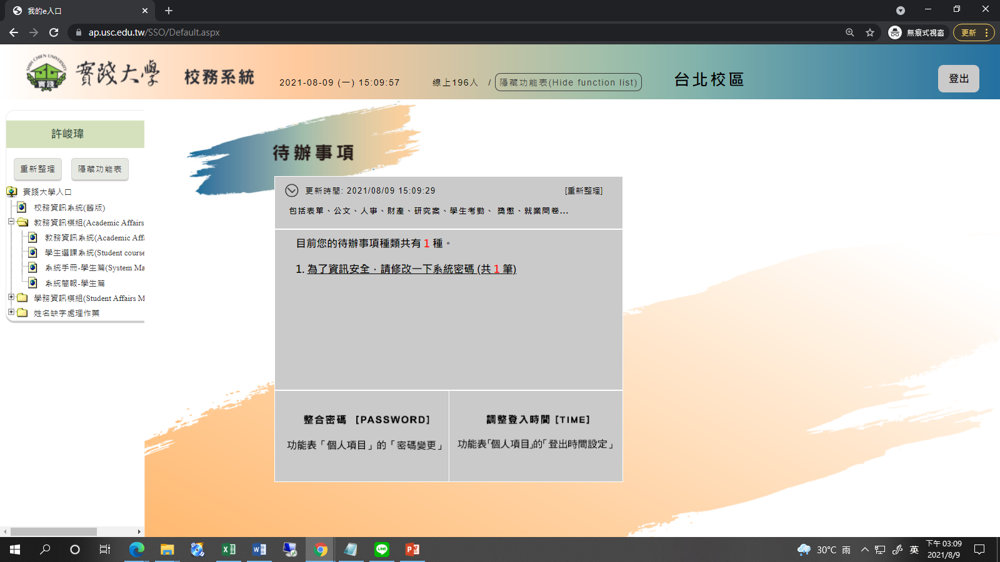 我的e入口
ap.usc.edu.tw/SSO/Default.aspx
無痕式視窗
更新
SHIH CHIEN UNIVERSITY
實踐
實踐大學
校務系統
2021-08-09 (一) 15:09:57
線上196人 / 隱藏功能表(Hide function list)
台北校區
登出
許峻瑋
重新整理
隱藏功能表
實踐大學入口
校務資訊系統(舊版)
教務資訊模組(Academic Affairs
教務資訊系統(Academic Affa
學生選課系統(Student course
系統手冊-學生篇(System Ma
系統簡報-學生篇
學務資訊模組(Student Affairs M
姓名缺字處理作業
待辦事項
更新時間: 2021/08/09 15:09:29
[重新整理]
包括表單、公文、人事、財產、研究案、學生考勤、 獎懲、就業問卷...
目前您的待辦事項種類共有 1 種。
1. 為了資訊安全，請修改一下系統密碼 (共 1 筆)
整合密碼 [PASSWORD]
功能表「個人項目」的「密碼變更」
調整登入時間 [TIME]
功能表「個人項目」的「登出時間設定」
30°C 雨
英
下午 03:09
2021/8/9